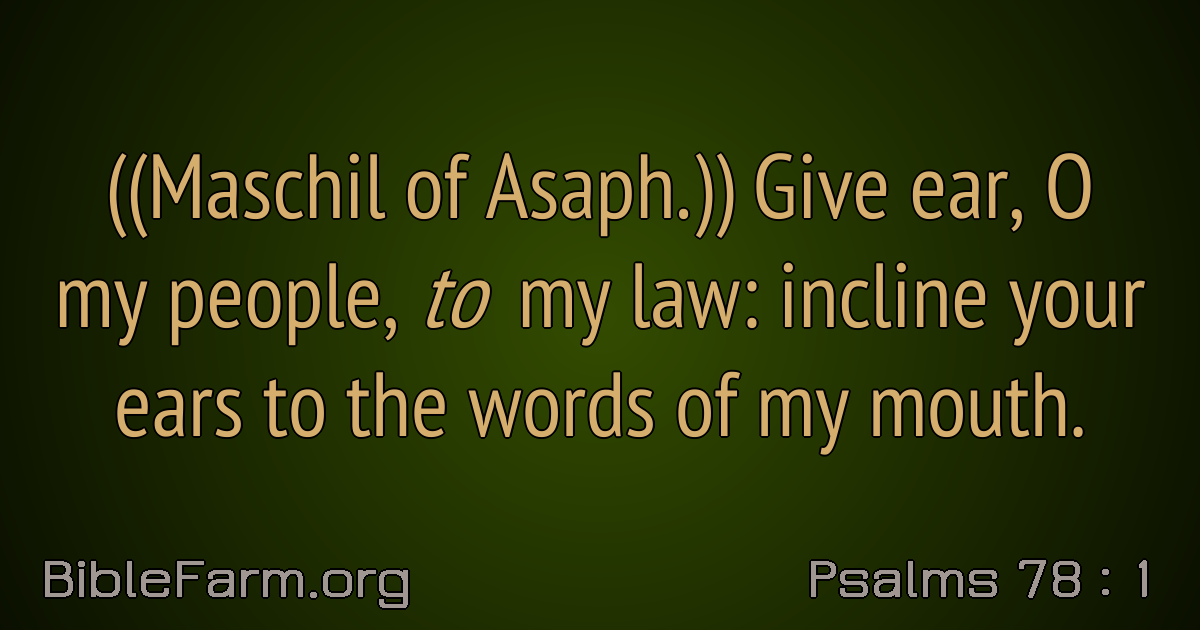 ((Maschil of Asaph.)) Give ear, O
my people, to my law: incline your
ears to the words of my mouth.
BibleFarm.org
Psalms 78 : 1